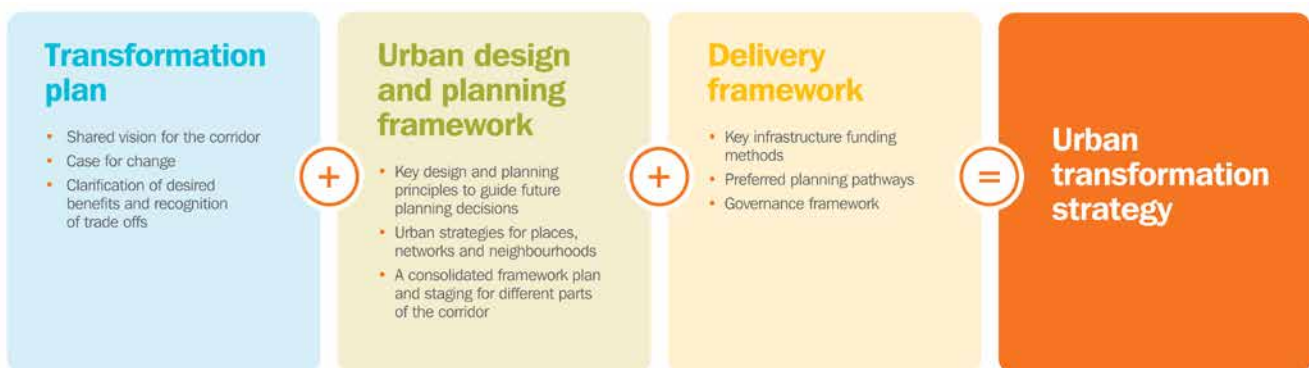 Transformation
plan
• Shared vision for the corridor
• Case for change
• Clarification of desired
benefits and recognition
of trade offs
+
Urban design
and planning
framework
• Key design and planning
principles to guide future
planning decisions
• Urban strategies for places,
networks and neighbourhoods
• A consolidated framework plan
and staging for different parts
of the corridor
+
Delivery
framework
• Key infrastructure funding
methods
• Preferred planning pathways
• Governance framework
=
Urban
transformation
strategy